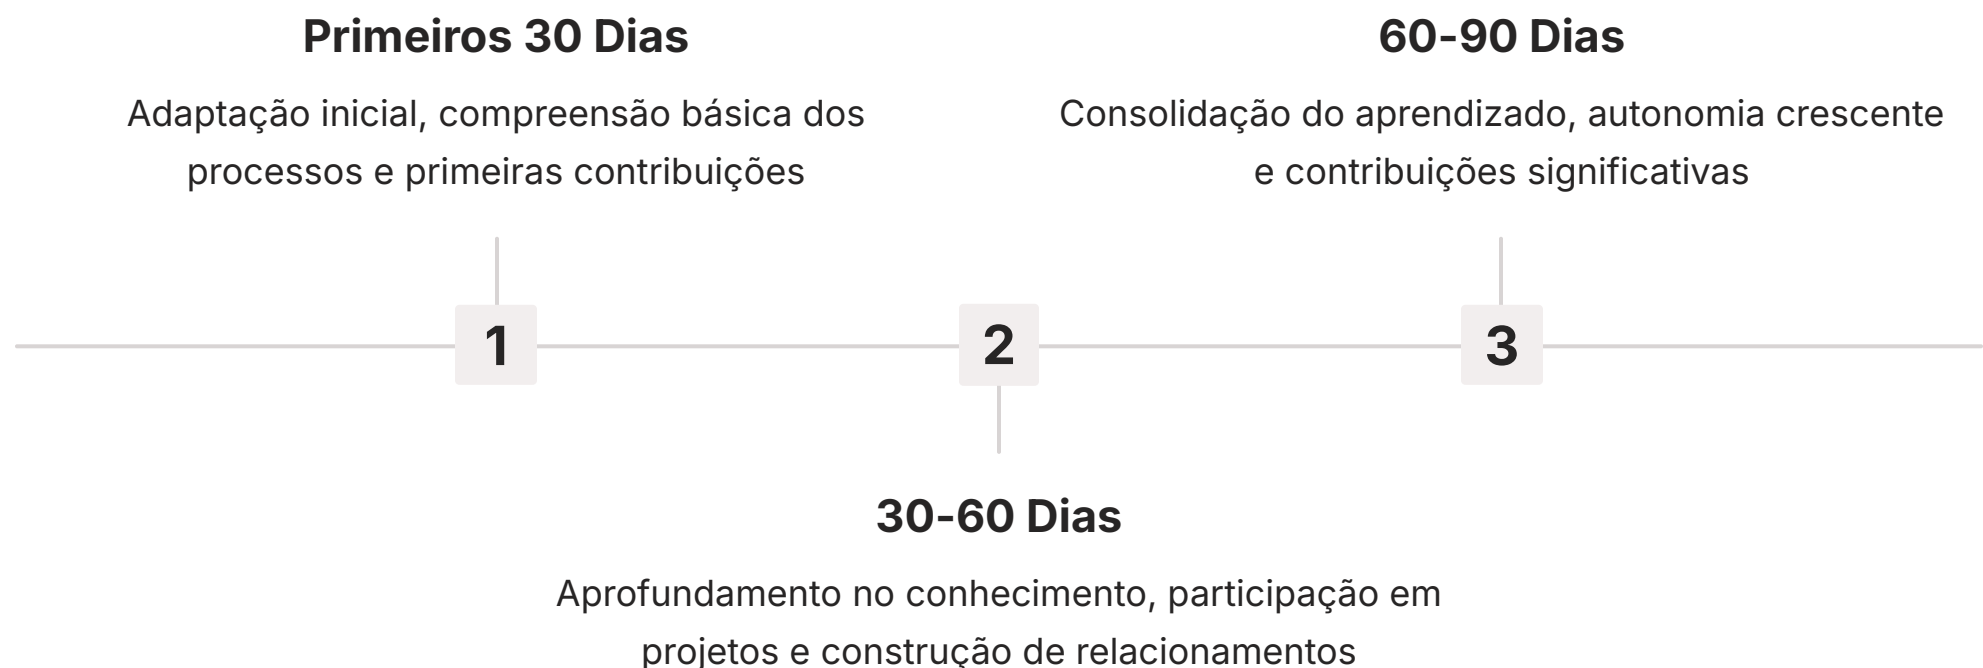 Primeiros 30 Dias
Adaptação inicial, compreensão básica dos
processos e primeiras contribuições
60-90 Dias
Consolidação do aprendizado, autonomia crescente
e contribuições significativas
1
2
3
30-60 Dias
Aprofundamento no conhecimento, participação em
projetos e construção de relacionamentos